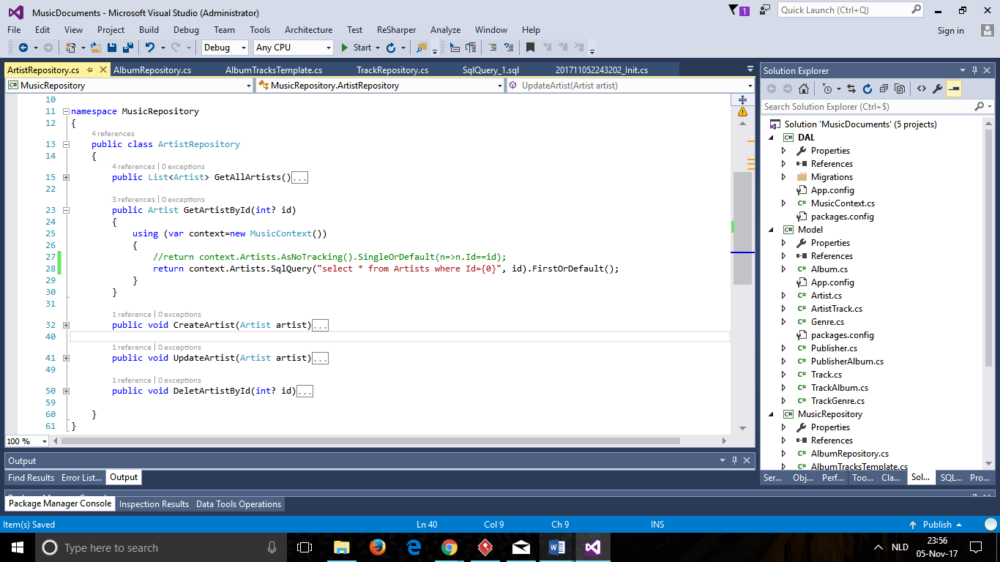 MusicDocuments - Microsoft Visual Studio (Administrator)
1
Quick Launch (Ctrl+Q)
File Edit View Project Build Debug Team Tools Architecture Test ReSharper Analyze Window Help
Sign in
Debug Any CPU Start
ArtistRepository.cs AlbumRepository.cs AlbumTracksTemplate.cs TrackRepository.cs SqlQuery_1.sql 201711052243202_Init.cs
C# MusicRepository MusicRepository.ArtistRepository UpdateArtist(Artist artist)
10
11 namespace MusicRepository
12 {
4 references
13 public class ArtistRepository
14 {
4 references | 0 exceptions
15 public List<Artist> GetAllArtists()...
22
3 references | 0 exceptions
23 public Artist GetArtistById(int? id)
24 {
25 using (var context=new MusicContext())
26 {
27 //return context.Artists.AsNoTracking().SingleOrDefault(n=>n.Id==id);
28 return context.Artists.SqlQuery("select * from Artists where Id={0}", id).FirstOrDefault();
29 }
30 }
31
1 reference | 0 exceptions
32 public void CreateArtist(Artist artist)...
40
1 reference | 0 exceptions
41 public void UpdateArtist(Artist artist)...
49
1 reference | 0 exceptions
50 public void DeletArtistById(int? id)...
59
60 }
61 }
100 %
Output
Find Results Error List... Output
Package Manager Console Inspection Results Data Tools Operations
Solution Explorer
Search Solution Explorer (Ctrl+$)
Solution 'MusicDocuments' (5 projects)
C# DAL
Properties
References
Migrations
App.config
C# MusicContext.cs
packages.config
C# Model
Properties
References
C# Album.cs
App.config
C# Artist.cs
C# ArtistTrack.cs
C# Genre.cs
packages.config
C# Publisher.cs
C# PublisherAlbum.cs
C# Track.cs
C# TrackAlbum.cs
C# TrackGenre.cs
C# MusicRepository
Properties
References
C# AlbumRepository.cs
C# AlbumTracksTemplate.cs
Ser... Obj... Perf... Too... Cla... Sol... SQL... Pro...
Item(s) Saved Ln 40 Col 9 Ch 9 INS Publish
Type here to search
NLD
23:56
05-Nov-17